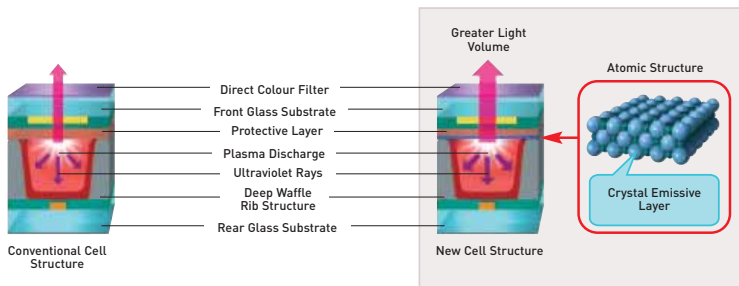 Greater Light
Volume
Atomic Structure
Direct Colour Filter
Front Glass Substrate
Protective Layer
Plasma Discharge
Ultraviolet Rays
Deep Waffle
Rib Structure
Rear Glass Substrate
Crystal Emissive
Layer
Conventional Cell
Structure
New Cell Structure